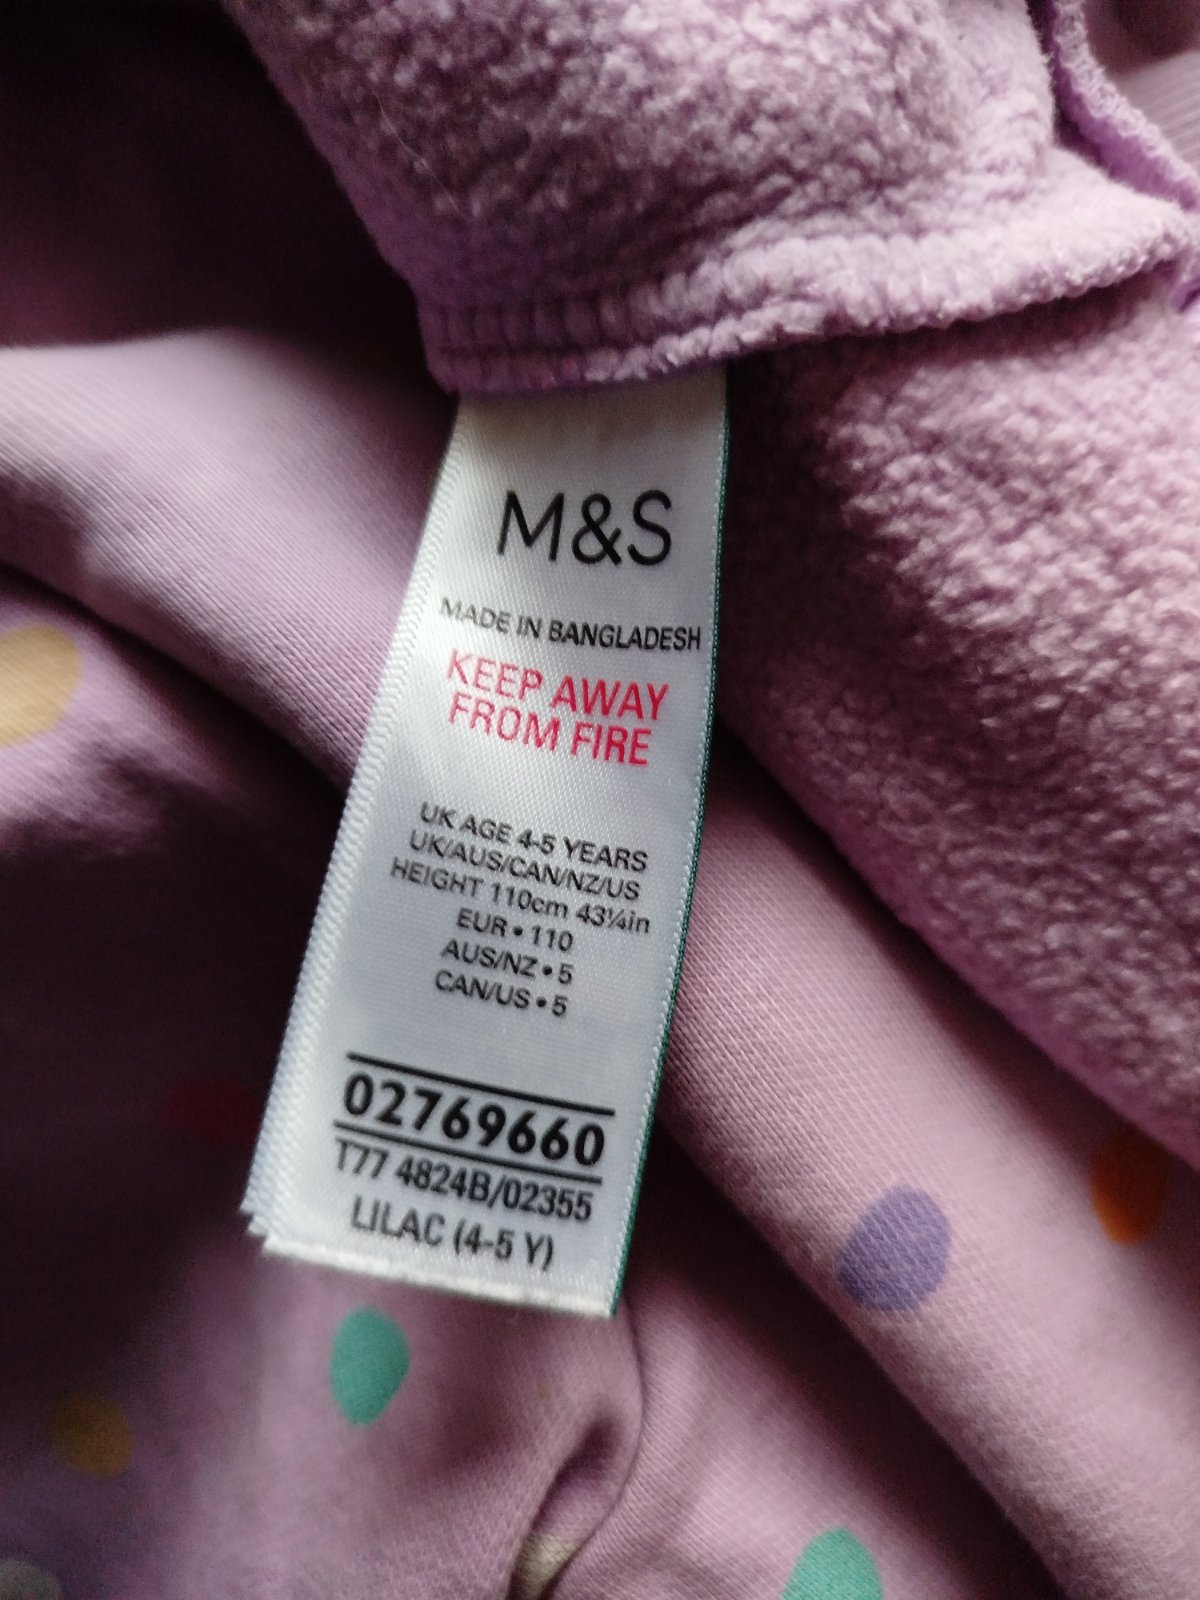 M&S
MADE IN BANGLADESH
KEEP AWAY
FROM FIRE
UK AGE 4-5 YEARS
UK/AUS/CAN/NZ/US
HEIGHT 110cm 43¼in
EUR • 110
AUS/NZ • 5
CAN/US • 5
02769660
T77 4824B/02355
LILAC (4-5 Y)